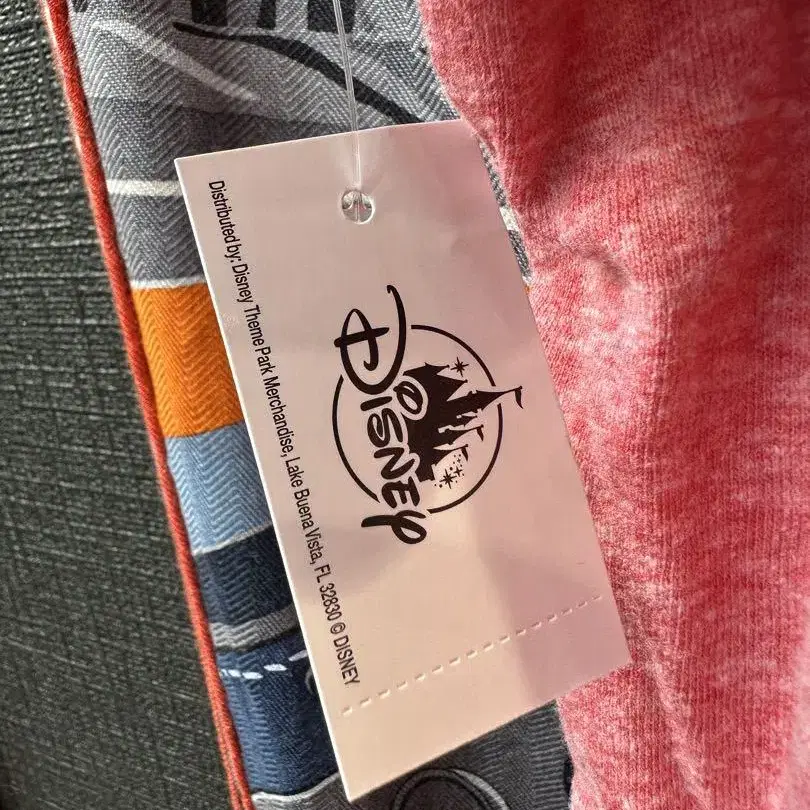 DISNEY
Distributed by: Disney Theme Park Merchandise, Lake Buena Vista, FL 32830 © DISNEY